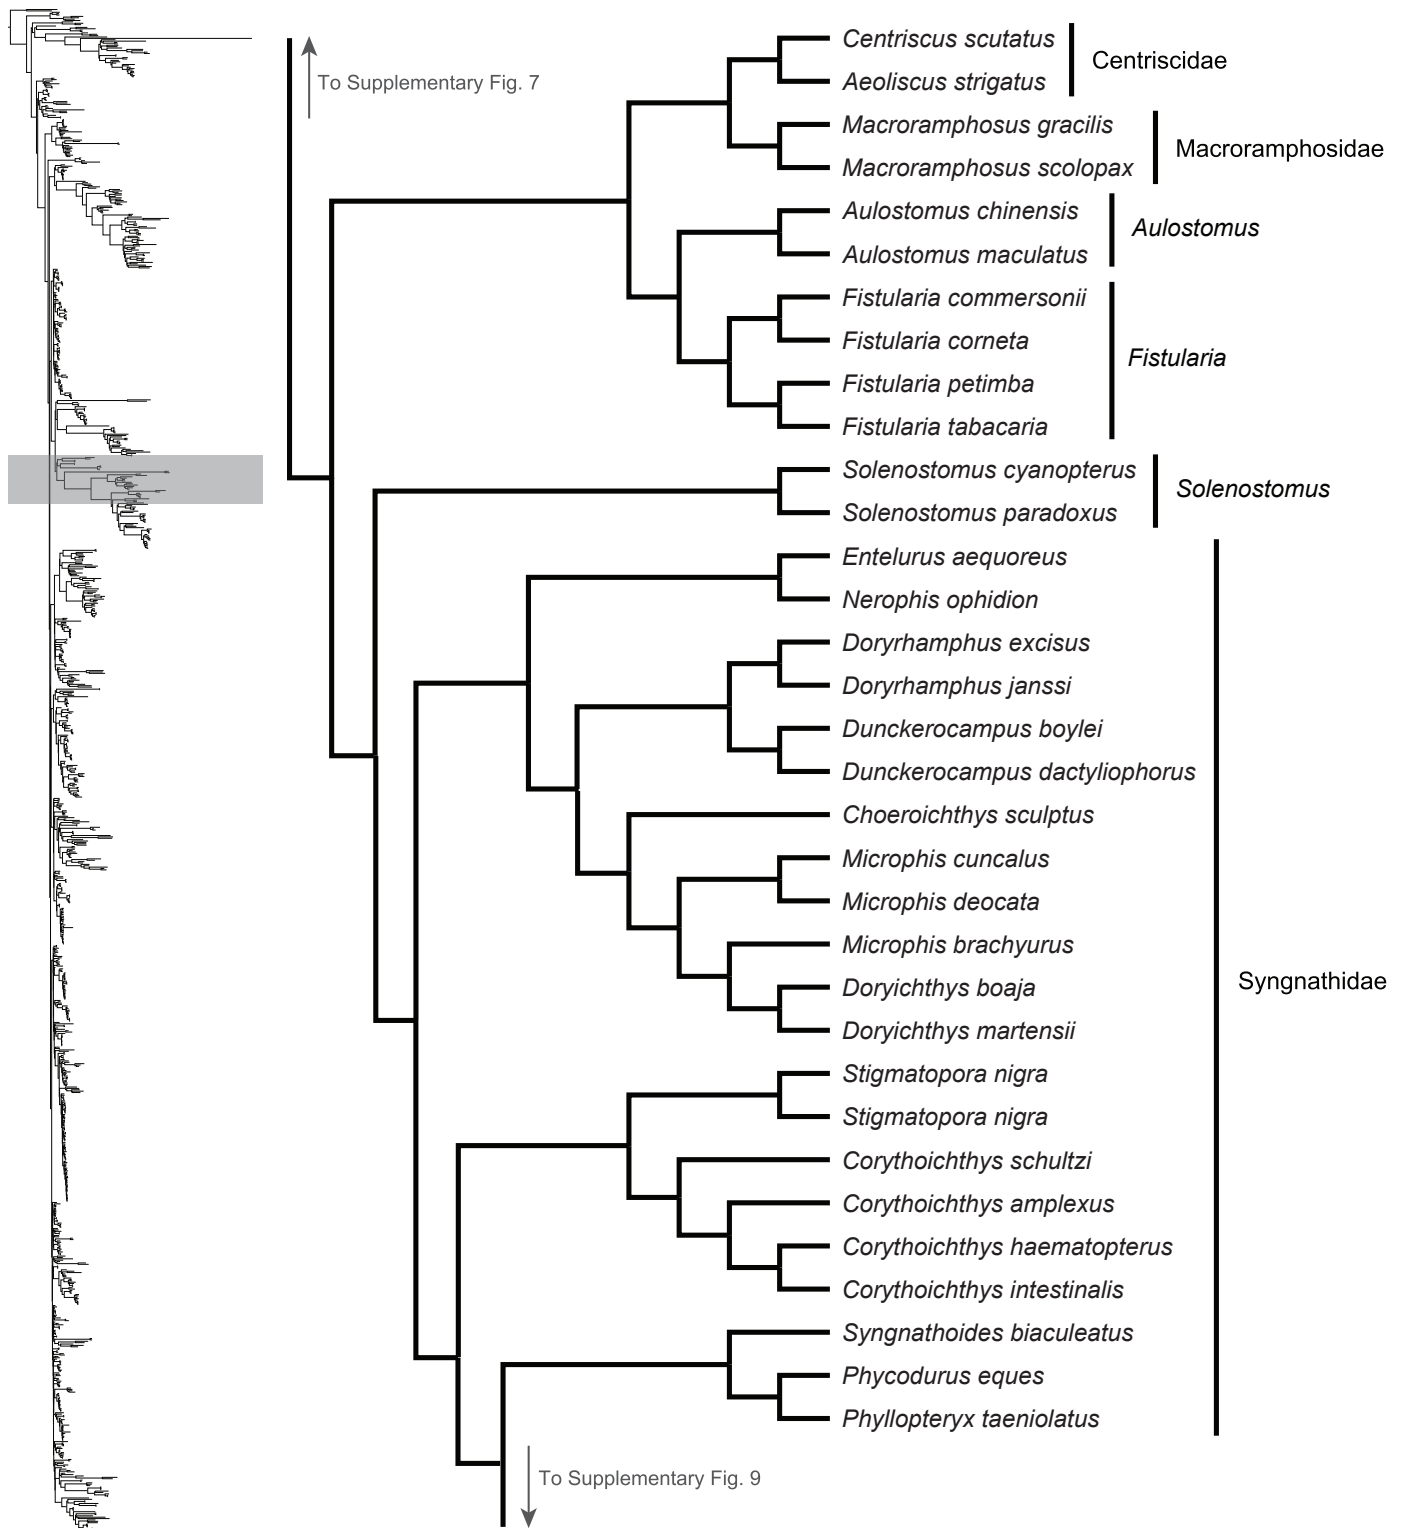 To Supplementary Fig. 7
Centriscus scutatus
Aeoliscus strigatus
Centriscidae
Macroramphosus gracilis
Macroramphosus scolopax
Macroramphosidae
Aulostomus chinensis
Aulostomus maculatus
Aulostomus
Fistularia commersonii
Fistularia corneta
Fistularia petimba
Fistularia tabacaria
Fistularia
Solenostomus cyanopterus
Solenostomus paradoxus
Solenostomus
Entelurus aequoreus
Nerophis ophidion
Doryrhamphus excisus
Doryrhamphus janssi
Dunckerocampus boylei
Dunckerocampus dactyliophorus
Choeroichthys sculptus
Microphis cuncalus
Microphis deocata
Microphis brachyurus
Doryichthys boaja
Doryichthys martensii
Stigmatopora nigra
Stigmatopora nigra
Corythoichthys schultzi
Corythoichthys amplexus
Corythoichthys haematopterus
Corythoichthys intestinalis
Syngnathoides biaculeatus
Phycodurus eques
Phyllopteryx taeniolatus
Syngnathidae
To Supplementary Fig. 9